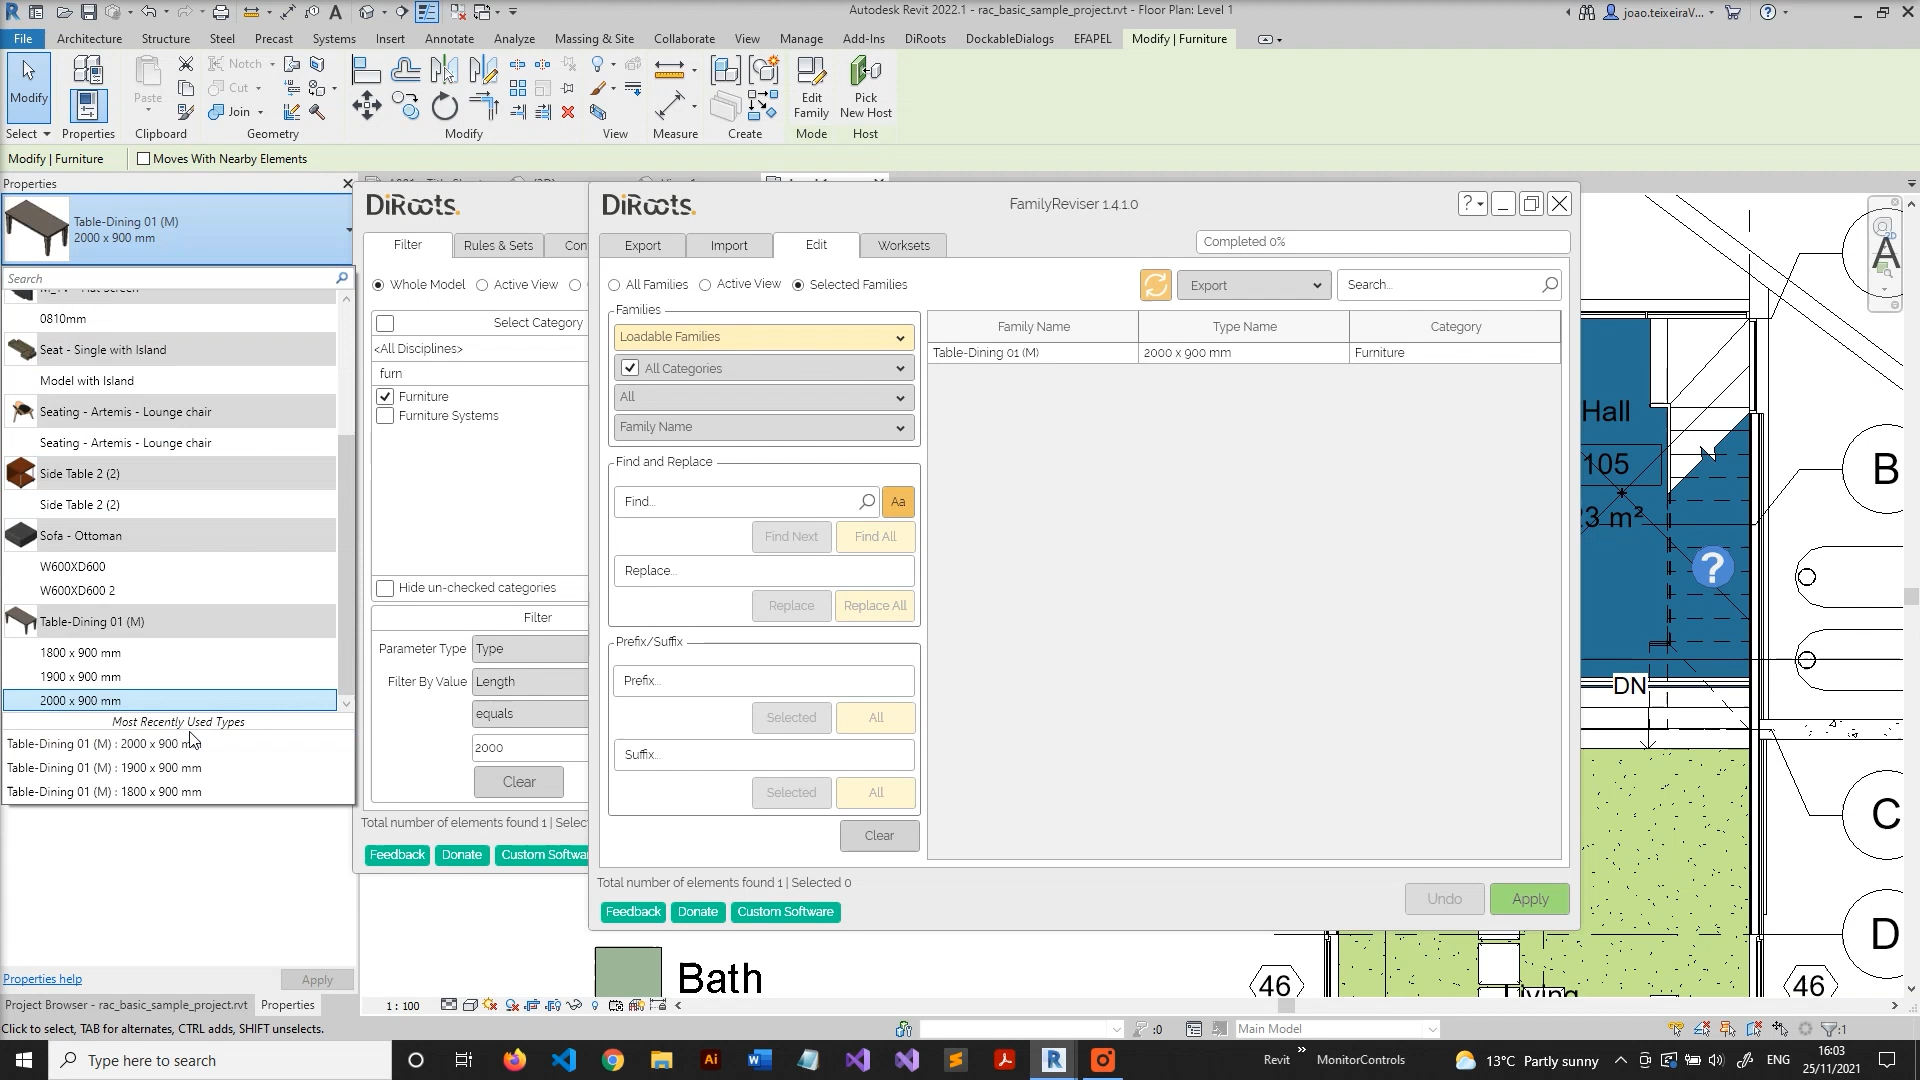 Autodesk Revit 2022.1 - rac_basic_sample_project.rvt - Floor Plan: Level 1
joao.teixeiraV...
File Architecture Structure Steel Precast Systems Insert Annotate Analyze Massing & Site Collaborate View Manage Add-Ins DiRoots DockableDialogs EFAPEL Modify | Furniture
Modify
Paste
Notch
Cut
Join
Edit
Family
Pick
New Host
Select Properties Clipboard Geometry Modify View Measure Create Mode Host
Modify | Furniture
Moves With Nearby Elements
Properties
Table-Dining 01 (M)
2000 x 900 mm
Search
0810mm
Seat - Single with Island
Model with Island
Seating - Artemis - Lounge chair
Seating - Artemis - Lounge chair
Side Table 2 (2)
Side Table 2 (2)
Sofa - Ottoman
W600XD600
W600XD600 2
Table-Dining 01 (M)
1800 x 900 mm
1900 x 900 mm
2000 x 900 mm
Most Recently Used Types
Table-Dining 01 (M) : 2000 x 900 mm
Table-Dining 01 (M) : 1900 x 900 mm
Table-Dining 01 (M) : 1800 x 900 mm
Properties help
Apply
Project Browser - rac_basic_sample_project.rvt
Properties
DiRoots.
Filter
Rules & Sets
Con
Whole Model
Active View
Select Category
<All Disciplines>
furn
Furniture
Furniture Systems
Hide un-checked categories
Filter
Parameter Type
Type
Filter By Value
Length
equals
2000
Clear
Total number of elements found 1 | Selec
Feedback
Donate
Custom Softwa
DiRoots.
FamilyReviser 1.4.1.0
?
Export
Import
Edit
Worksets
Completed 0%
All Families
Active View
Selected Families
Export
Search...
Families
Loadable Families
All Categories
All
Family Name
Find and Replace
Find...
Aa
Find Next
Find All
Replace...
Replace
Replace All
Prefix/Suffix
Prefix...
Selected
All
Suffix...
Selected
All
Clear
Family Name
Type Name
Category
Table-Dining 01 (M)
2000 x 900 mm
Furniture
Total number of elements found 1 | Selected 0
Feedback
Donate
Custom Software
Undo
Apply
A
Hall
105
3 m²
B
?
DN
C
D
Bath
46
Living
46
1 : 100
Click to select, TAB for alternates, CTRL adds, SHIFT unselects.
:0
Main Model
:1
Type here to search
Revit
MonitorControls
13°C Partly sunny
ENG
16:03
25/11/2021